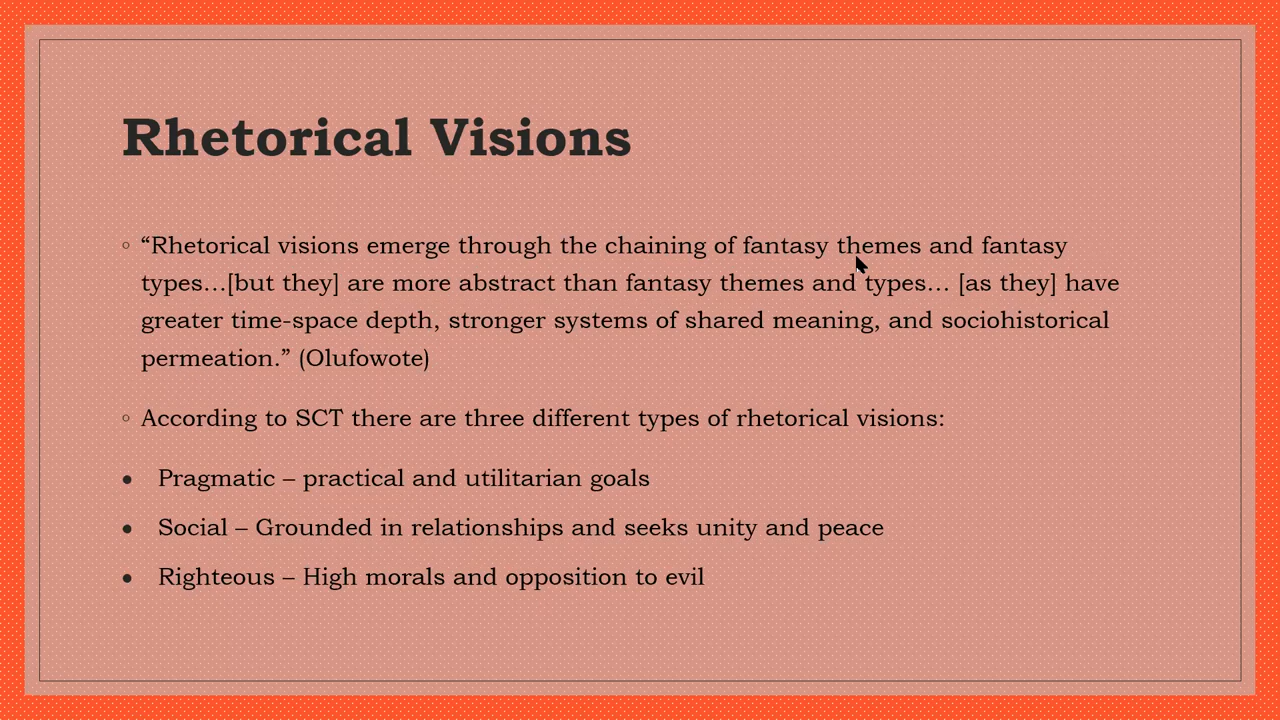 Rhetorical Visions
◦ “Rhetorical visions emerge through the chaining of fantasy themes and fantasy
types…[but they] are more abstract than fantasy themes and types… [as they] have
greater time-space depth, stronger systems of shared meaning, and sociohistorical
permeation.” (Olufowote)
◦ According to SCT there are three different types of rhetorical visions:
• Pragmatic – practical and utilitarian goals
• Social – Grounded in relationships and seeks unity and peace
• Righteous – High morals and opposition to evil